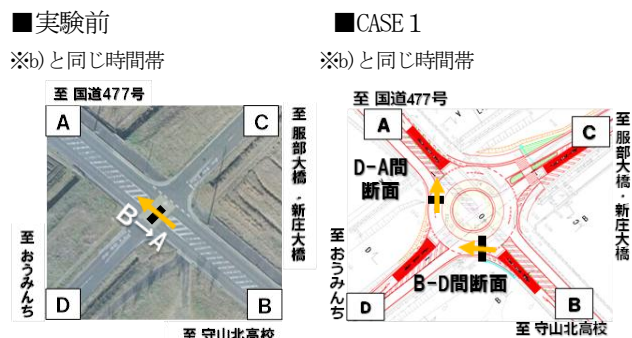 ■実験前
※b)と同じ時間帯
至 国道477号
A
C
至 服部大橋・新庄大橋
B→A
至 おうみんち
D
B
至 守山北高校
■CASE１
※b)と同じ時間帯
至 国道477号
A
C
至 服部大橋・新庄大橋
D-A間
断面
B-D間断面
至 おうみんち
D
B
至 守山北高校